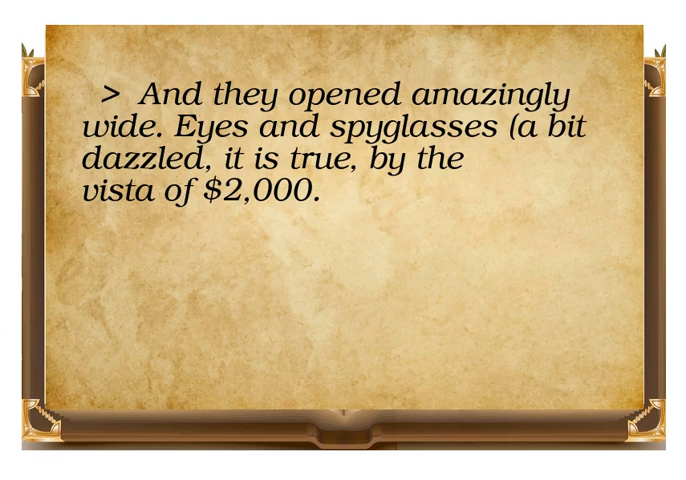 > And they opened amazingly
wide. Eyes and spyglasses (a bit
dazzled, it is true, by the
vista of $2,000.